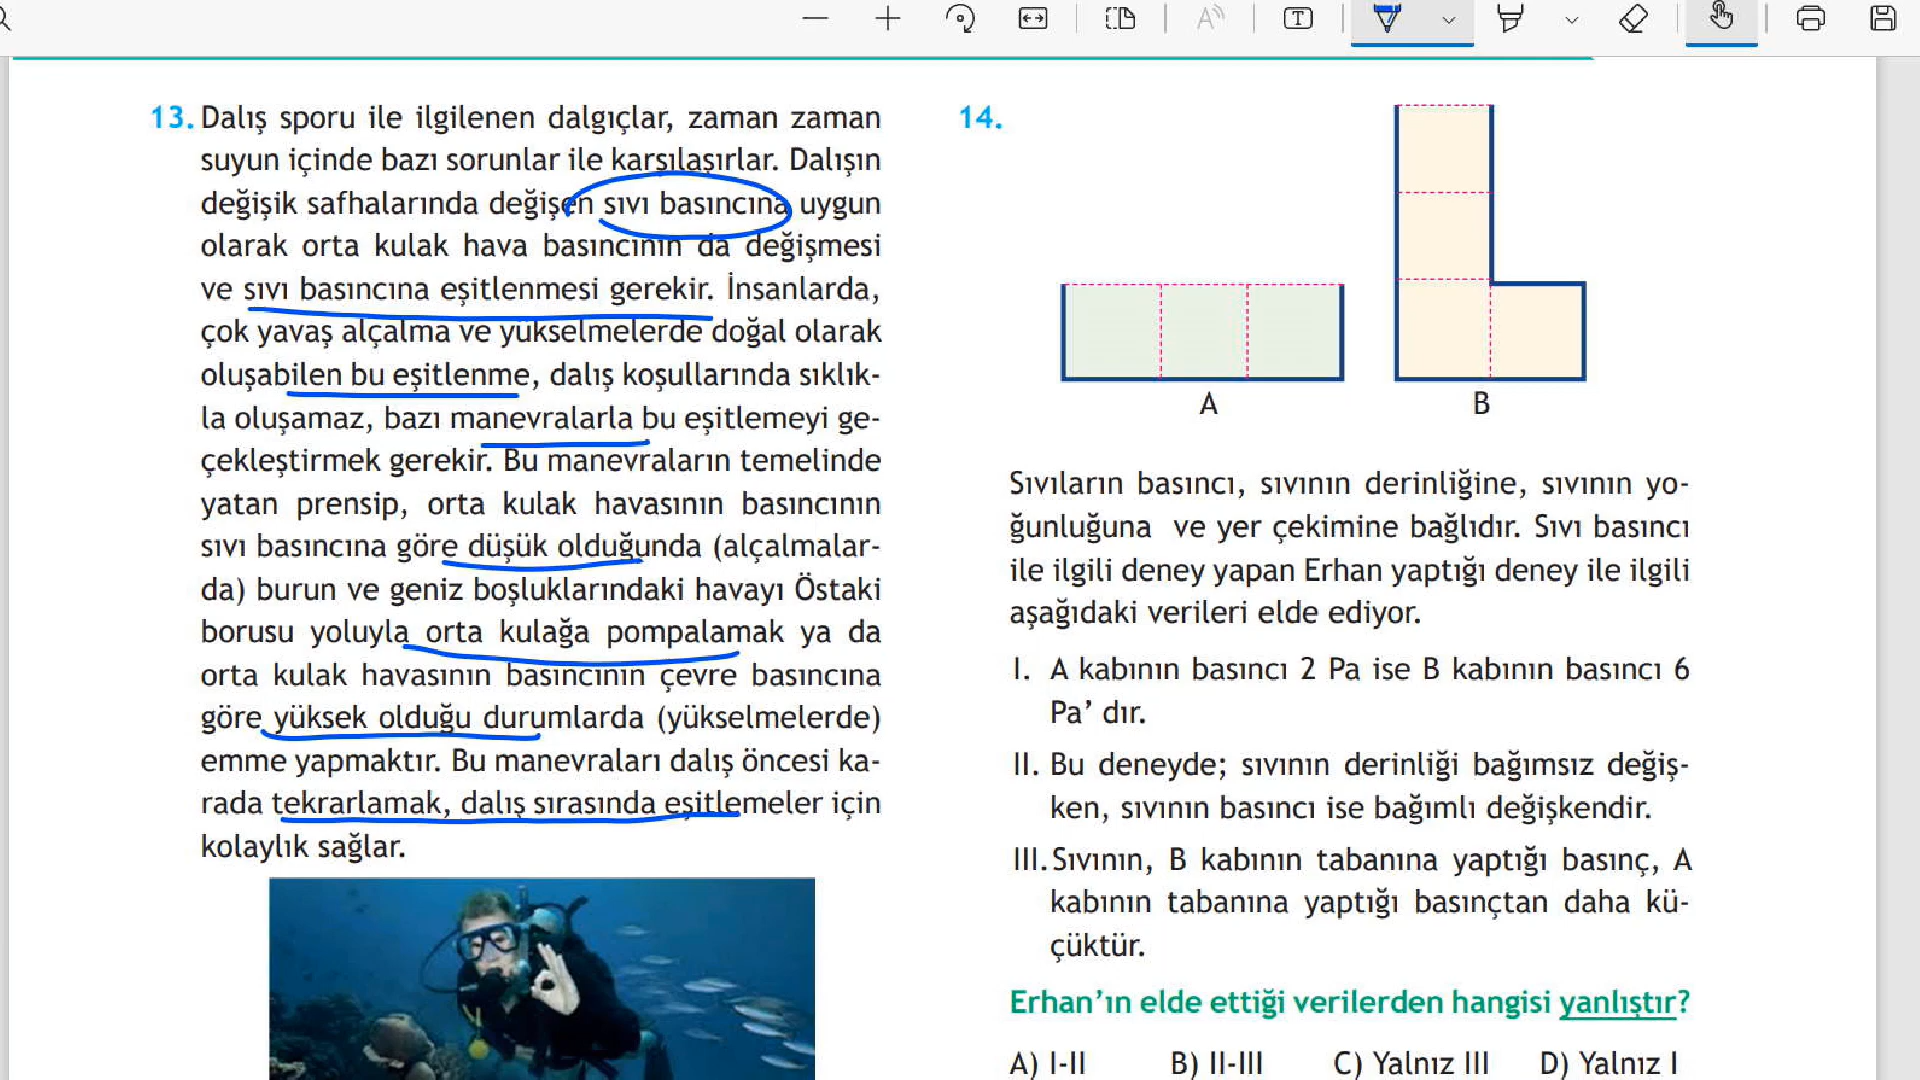 13. Dalış sporu ile ilgilenen dalgıçlar, zaman zaman
suyun içinde bazı sorunlar ile karşılaşırlar. Dalışın
değişik safhalarında değişen sıvı basıncına uygun
olarak orta kulak hava basıncının da değişmesi
ve sıvı basıncına eşitlenmesi gerekir. İnsanlarda,
çok yavaş alçalma ve yükselmelerde doğal olarak
oluşabilen bu eşitlenme, dalış koşullarında sıklık-
la oluşamaz, bazı manevralarla bu eşitlemeyi ge-
çekleştirmek gerekir. Bu manevraların temelinde
yatan prensip, orta kulak havasının basıncının
sıvı basıncına göre düşük olduğunda (alçalmalar-
da) burun ve geniz boşluklarındaki havayı Östaki
borusu yoluyla orta kulağa pompalamak ya da
orta kulak havasının basıncının çevre basıncına
göre yüksek olduğu durumlarda (yükselmelerde)
emme yapmaktır. Bu manevraları dalış öncesi ka-
rada tekrarlamak, dalış sırasında eşitlemeler için
kolaylık sağlar.
14.
A
B
Sıvıların basıncı, sıvının derinliğine, sıvının yo-
ğunluğuna ve yer çekimine bağlıdır. Sıvı basıncı
ile ilgili deney yapan Erhan yaptığı deney ile ilgili
aşağıdaki verileri elde ediyor.
I. A kabının basıncı 2 Pa ise B kabının basıncı 6
Pa' dır.
II. Bu deneyde; sıvının derinliği bağımsız değiş-
ken, sıvının basıncı ise bağımlı değişkendir.
III. Sıvının, B kabının tabanına yaptığı basınç, A
kabının tabanına yaptığı basınçtan daha kü-
çüktür.
Erhan'ın elde ettiği verilerden hangisi yanlıştır?
A) I-II B) II-III C) Yalnız III D) Yalnız I